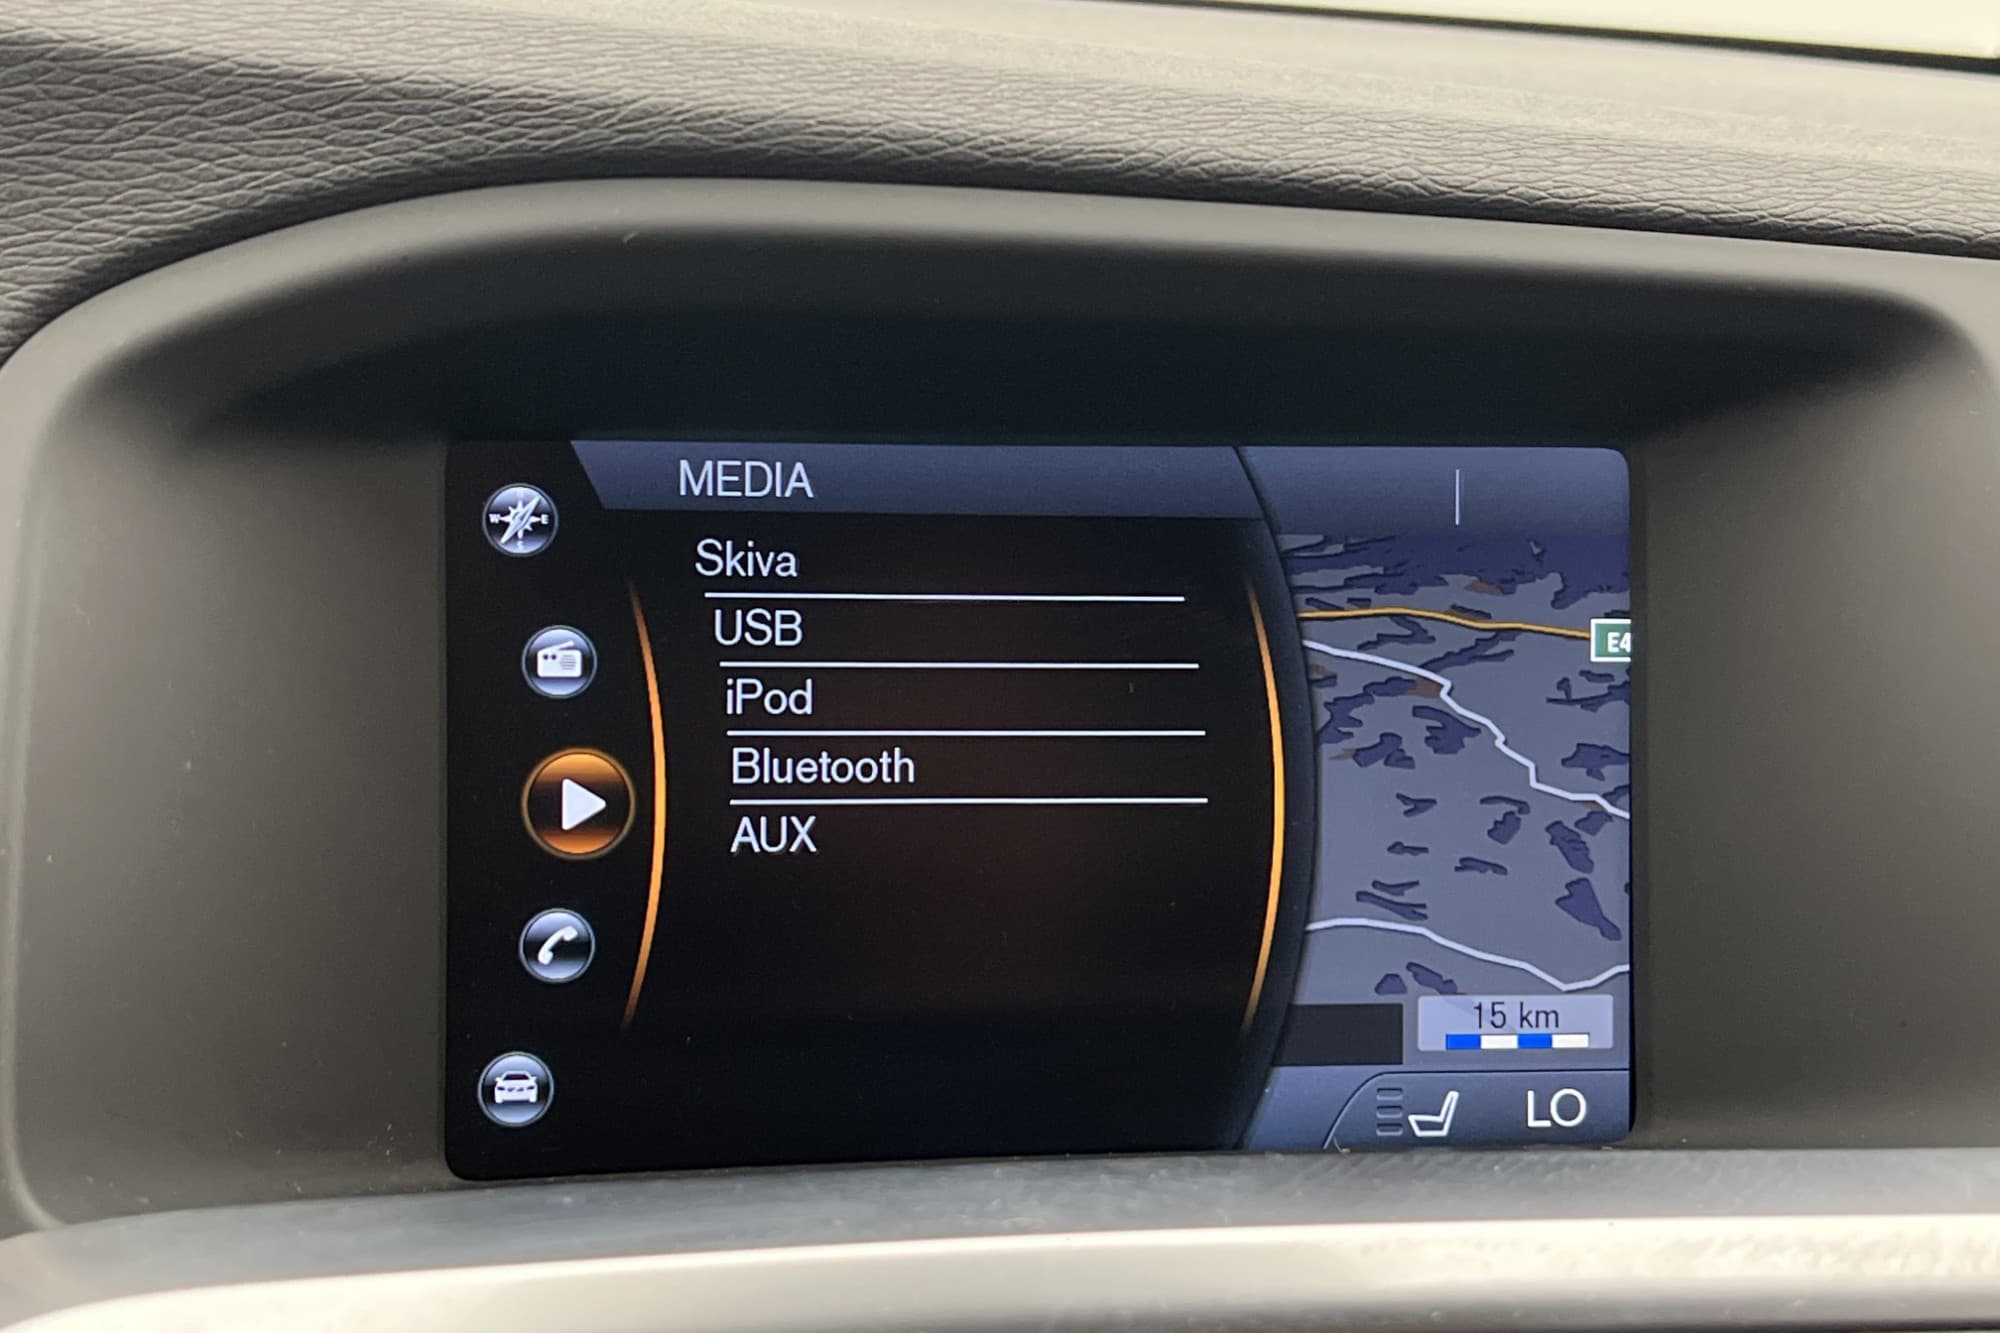 MEDIA
Skiva
USB
iPod
Bluetooth
AUX
E4
15 km
LO